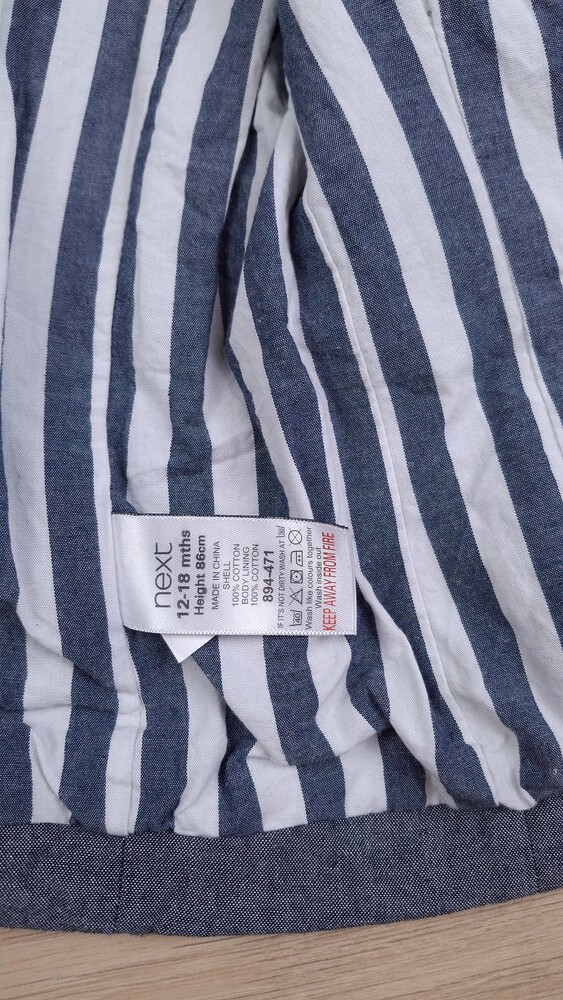 next
12-18 mths
Height 86cm
MADE IN CHINA
SHELL
100% COTTON
BODY LINING
100% COTTON
894-471
IF IT'S NOT DIRTY WASH AT 30
40
Wash like colours together
Wash inside out
KEEP AWAY FROM FIRE